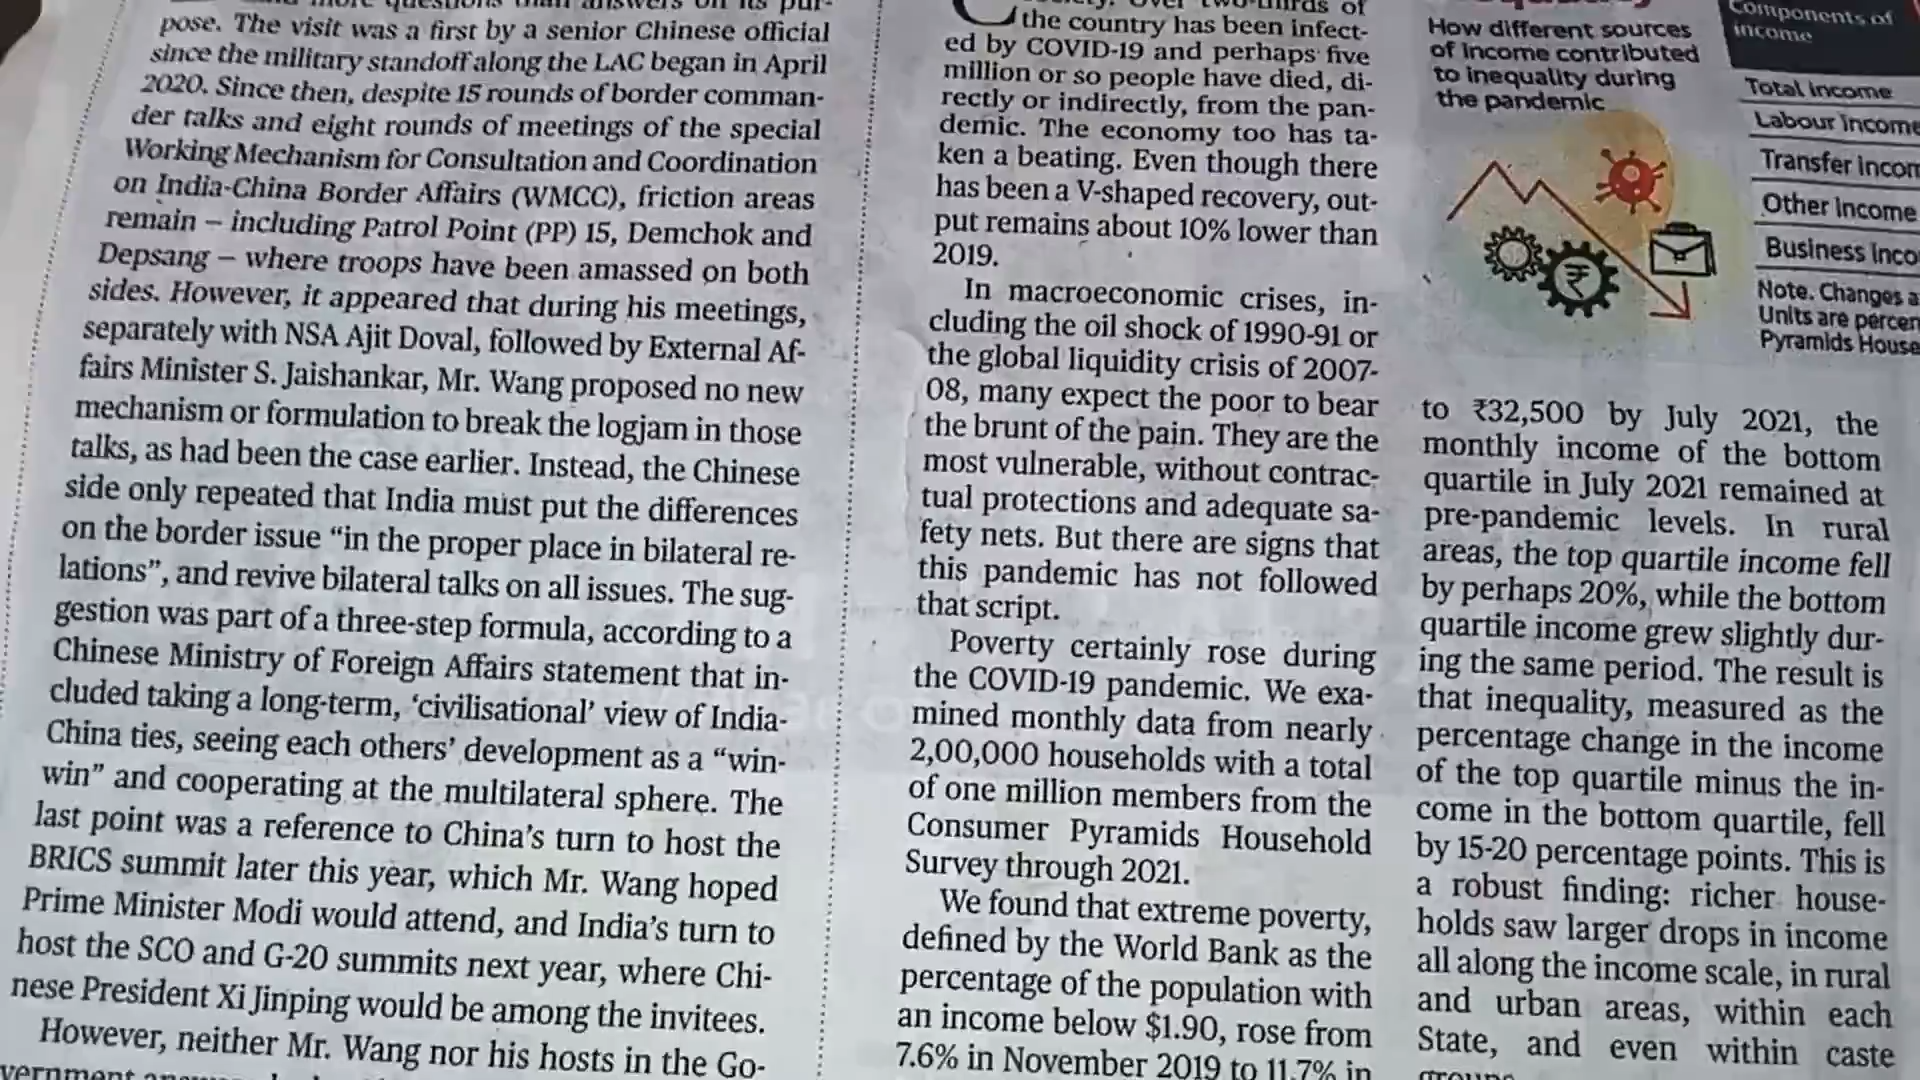 more questions than answers on its pur-
pose. The visit was a first by a senior Chinese official
since the military standoff along the LAC began in April
2020. Since then, despite 15 rounds of border comman-
der talks and eight rounds of meetings of the special
Working Mechanism for Consultation and Coordination
on India-China Border Affairs (WMCC), friction areas
remain – including Patrol Point (PP) 15, Demchok and
Depsang – where troops have been amassed on both
sides. However, it appeared that during his meetings,
separately with NSA Ajit Doval, followed by External Af-
fairs Minister S. Jaishankar, Mr. Wang proposed no new
mechanism or formulation to break the logjam in those
talks, as had been the case earlier. Instead, the Chinese
side only repeated that India must put the differences
on the border issue “in the proper place in bilateral re-
lations”, and revive bilateral talks on all issues. The sug-
gestion was part of a three-step formula, according to a
Chinese Ministry of Foreign Affairs statement that in-
cluded taking a long-term, ‘civilisational’ view of India-
China ties, seeing each others’ development as a “win-
win” and cooperating at the multilateral sphere. The
last point was a reference to China’s turn to host the
BRICS summit later this year, which Mr. Wang hoped
Prime Minister Modi would attend, and India’s turn to
host the SCO and G-20 summits next year, where Chi-
nese President Xi Jinping would be among the invitees.
However, neither Mr. Wang nor his hosts in the Go-
society. Over two-thirds of
the country has been infect-
ed by COVID-19 and perhaps five
million or so people have died, di-
rectly or indirectly, from the pan-
demic. The economy too has ta-
ken a beating. Even though there
has been a V-shaped recovery, out-
put remains about 10% lower than
2019.
In macroeconomic crises, in-
cluding the oil shock of 1990-91 or
the global liquidity crisis of 2007-
08, many expect the poor to bear
the brunt of the pain. They are the
most vulnerable, without contrac-
tual protections and adequate sa-
fety nets. But there are signs that
this pandemic has not followed
that script.
Poverty certainly rose during
the COVID-19 pandemic. We exa-
mined monthly data from nearly
2,00,000 households with a total
of one million members from the
Consumer Pyramids Household
Survey through 2021.
We found that extreme poverty,
defined by the World Bank as the
percentage of the population with
an income below $1.90, rose from
7.6% in November 2019 to 11.7% in
How different sources
of income contributed
to inequality during
the pandemic
Components of
income
Total income
Labour income
Transfer incom
Other income
Business inco
Note. Changes a
Units are percen
Pyramids House
to ₹32,500 by July 2021, the
monthly income of the bottom
quartile in July 2021 remained at
pre-pandemic levels. In rural
areas, the top quartile income fell
by perhaps 20%, while the bottom
quartile income grew slightly dur-
ing the same period. The result is
that inequality, measured as the
percentage change in the income
of the top quartile minus the in-
come in the bottom quartile, fell
by 15-20 percentage points. This is
a robust finding: richer house-
holds saw larger drops in income
all along the income scale, in rural
and urban areas, within each
State, and even within caste